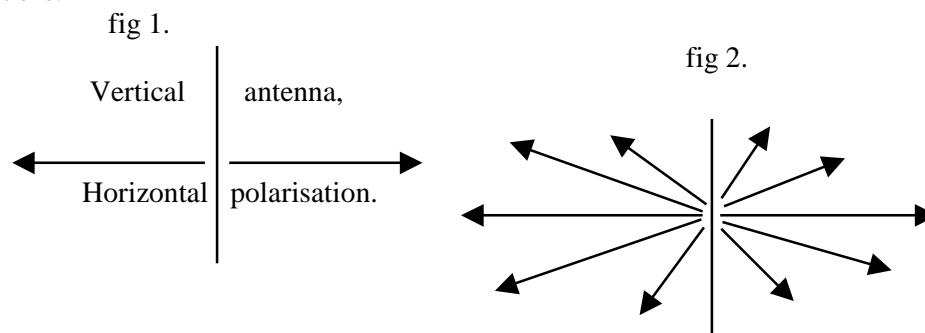 fig 1.
fig 2.
Vertical antenna,
Horizontal polarisation.